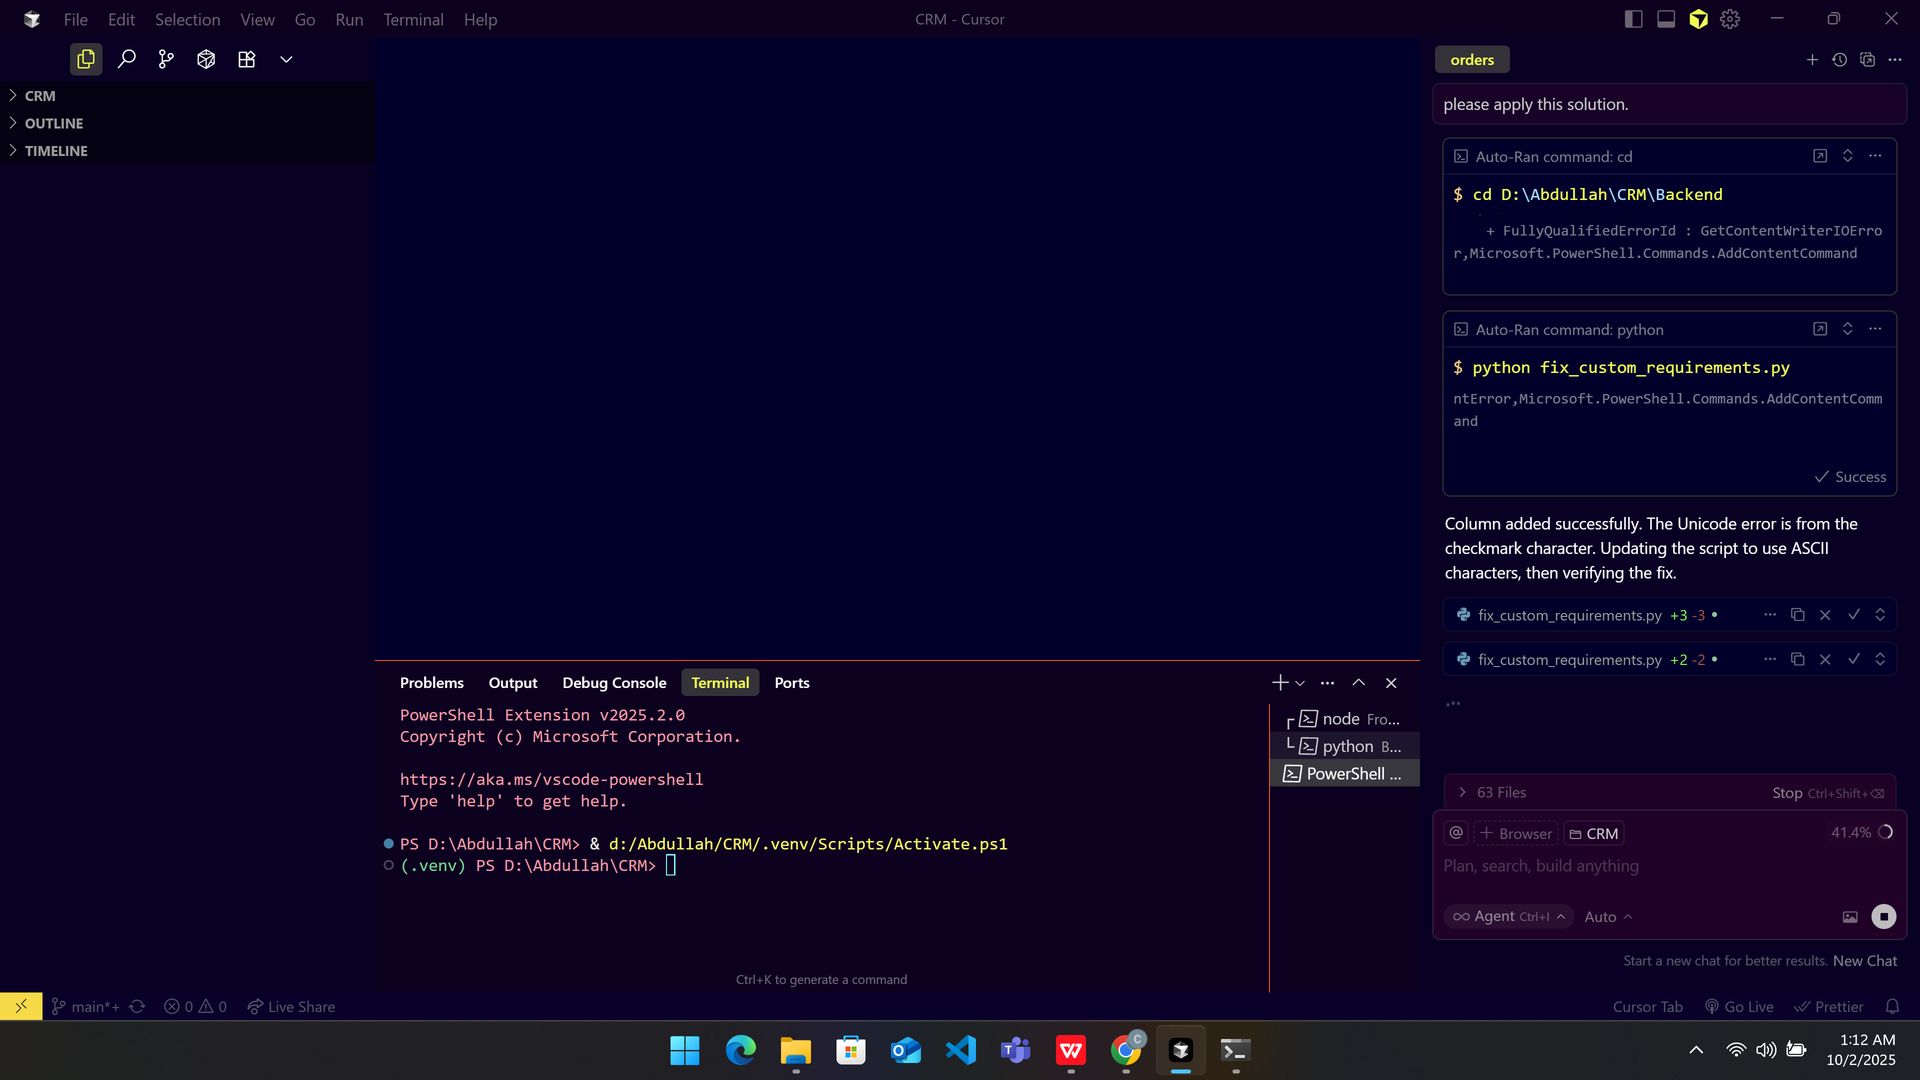 File Edit Selection View Go Run Terminal Help
CRM - Cursor
CRM
OUTLINE
TIMELINE
orders
please apply this solution.
Auto-Ran command: cd
$ cd D:\Abdullah\CRM\Backend
+ FullyQualifiedErrorId : GetContentWriterIOErro
r,Microsoft.PowerShell.Commands.AddContentCommand
Auto-Ran command: python
$ python fix_custom_requirements.py
ntError,Microsoft.PowerShell.Commands.AddContentComm
and
Success
Column added successfully. The Unicode error is from the
checkmark character. Updating the script to use ASCII
characters, then verifying the fix.
fix_custom_requirements.py +3 -3
fix_custom_requirements.py +2 -2
63 Files Stop Ctrl+Shift+⌫
@ + Browser CRM 41.4%
Plan, search, build anything
Agent Ctrl+I Auto
Start a new chat for better results. New Chat
Problems Output Debug Console Terminal Ports
PowerShell Extension v2025.2.0
Copyright (c) Microsoft Corporation.
https://aka.ms/vscode-powershell
Type 'help' to get help.
PS D:\Abdullah\CRM> & d:/Abdullah/CRM/.venv/Scripts/Activate.ps1
(.venv) PS D:\Abdullah\CRM>
Ctrl+K to generate a command
node Fro...
python B...
PowerShell ...
main*+ 0 0 Live Share
Cursor Tab Go Live Prettier
C
1:12 AM
10/2/2025